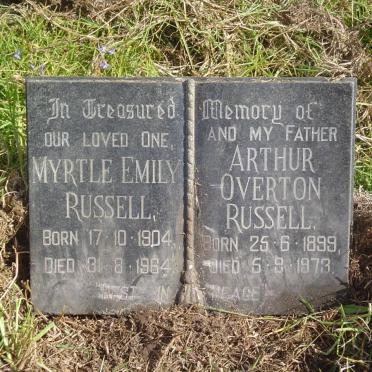 In Treasured Memory of
OUR LOVED ONE,
MYRTLE EMILY
RUSSELL,
BORN 17·10·1904,
DIED 31·8·1964
AND MY FATHER
ARTHUR
OVERTON
RUSSELL.
BORN 25·6·1899,
DIED 5·9·1973,
REST IN PEACE